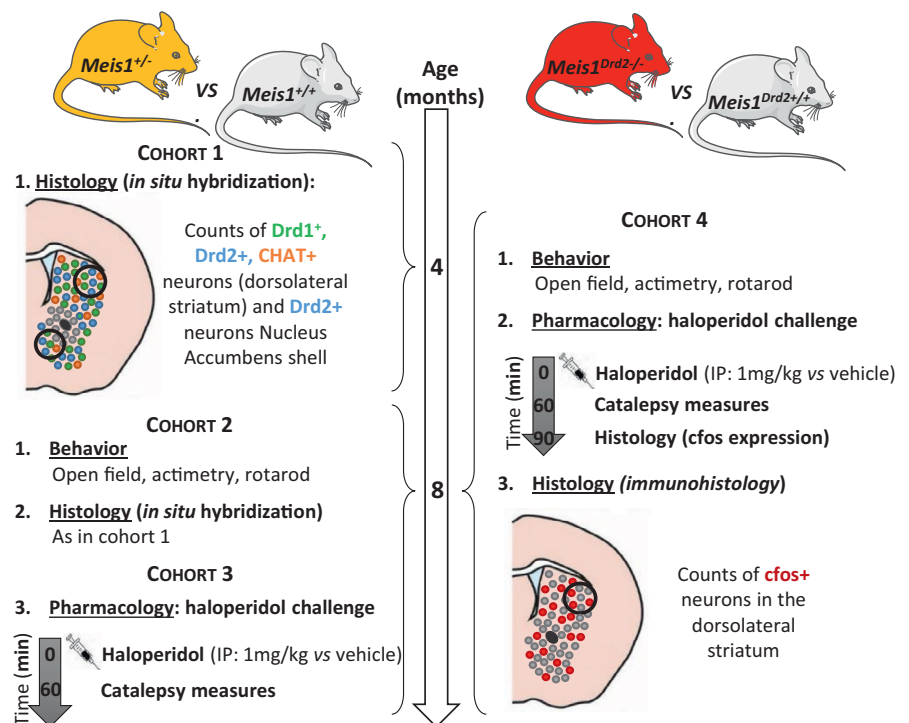 Meis1+/-
vs
Meis1+/+
Age
(months)
Meis1Drd2-/-
vs
Meis1Drd2+/+
COHORT 1
1. Histology (in situ hybridization):
Counts of Drd1+,
Drd2+, CHAT+
neurons (dorsolateral
striatum) and Drd2+
neurons Nucleus
Accumbens shell
4
COHORT 2
1. Behavior
Open field, actimetry, rotarod
2. Histology (in situ hybridization)
As in cohort 1
8
COHORT 3
3. Pharmacology: haloperidol challenge
Time (min)
0
Haloperidol (IP: 1mg/kg vs vehicle)
60
Catalepsy measures
COHORT 4
1. Behavior
Open field, actimetry, rotarod
2. Pharmacology: haloperidol challenge
Time (min)
0
Haloperidol (IP: 1mg/kg vs vehicle)
60
Catalepsy measures
90
Histology (cfos expression)
3. Histology (immunohistology)
Counts of cfos+
neurons in the
dorsolateral
striatum